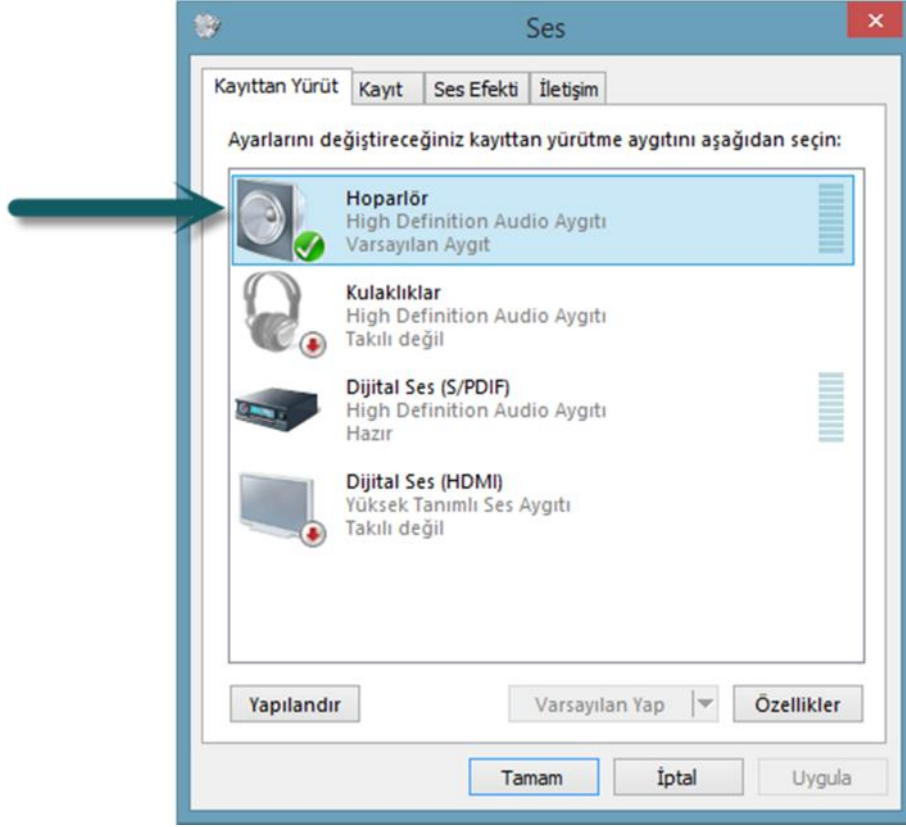 Ses
Kayıttan Yürüt Kayıt Ses Efekti İletişim
Ayarlarını değiştireceğiniz kayıttan yürütme aygıtını aşağıdan seçin:
Hoparlör
High Definition Audio Aygıtı
Varsayılan Aygıt
Kulaklıklar
High Definition Audio Aygıtı
Takılı değil
Dijital Ses (S/PDIF)
High Definition Audio Aygıtı
Hazır
Dijital Ses (HDMI)
Yüksek Tanımlı Ses Aygıtı
Takılı değil
Yapılandır Varsayılan Yap Özellikler
Tamam İptal Uygula